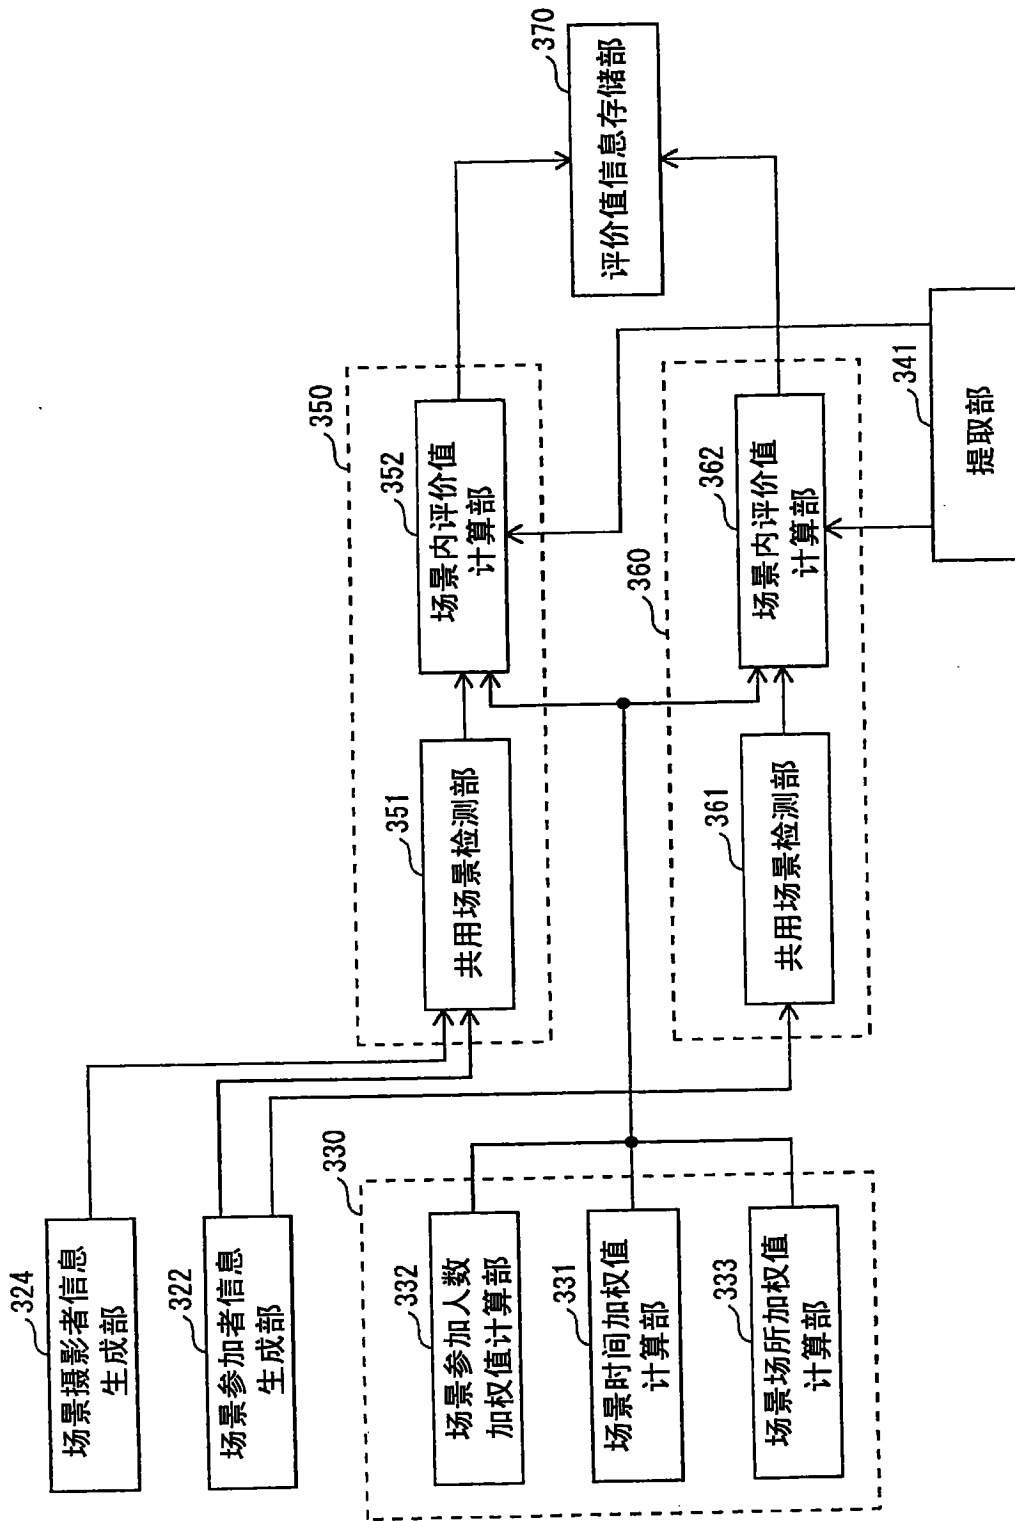 324
场景摄影者信息
生成部
322
场景参加者信息
生成部
330
332
场景参加人数
加权值计算部
331
场景时间加权值
计算部
333
场景场所加权值
计算部
350
351
共用场景检测部
352
场景内评价值
计算部
360
361
共用场景检测部
362
场景内评价值
计算部
341
提取部
370
评价值信息存储部